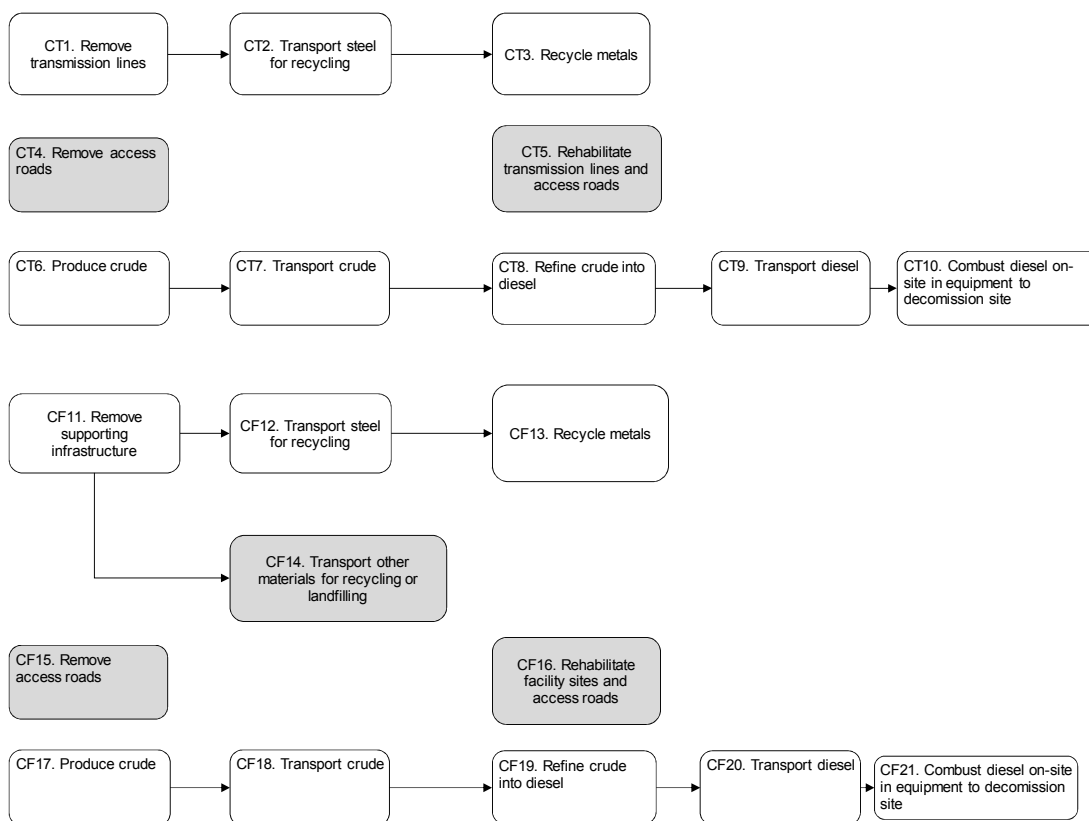 CT1. Remove
transmission lines
CT2. Transport steel
for recycling
CT3. Recycle metals
CT4. Remove access
roads
CT5. Rehabilitate
transmission lines and
access roads
CT6. Produce crude
CT7. Transport crude
CT8. Refine crude into
diesel
CT9. Transport diesel
CT10. Combust diesel on-
site in equipment to
decomission site
CF11. Remove
supporting
infrastructure
CF12. Transport steel
for recycling
CF13. Recycle metals
CF14. Transport other
materials for recycling or
landfilling
CF15. Remove
access roads
CF16. Rehabilitate
facility sites and
access roads
CF17. Produce crude
CF18. Transport crude
CF19. Refine crude
into diesel
CF20. Transport diesel
CF21. Combust diesel on-site
in equipment to decomission
site